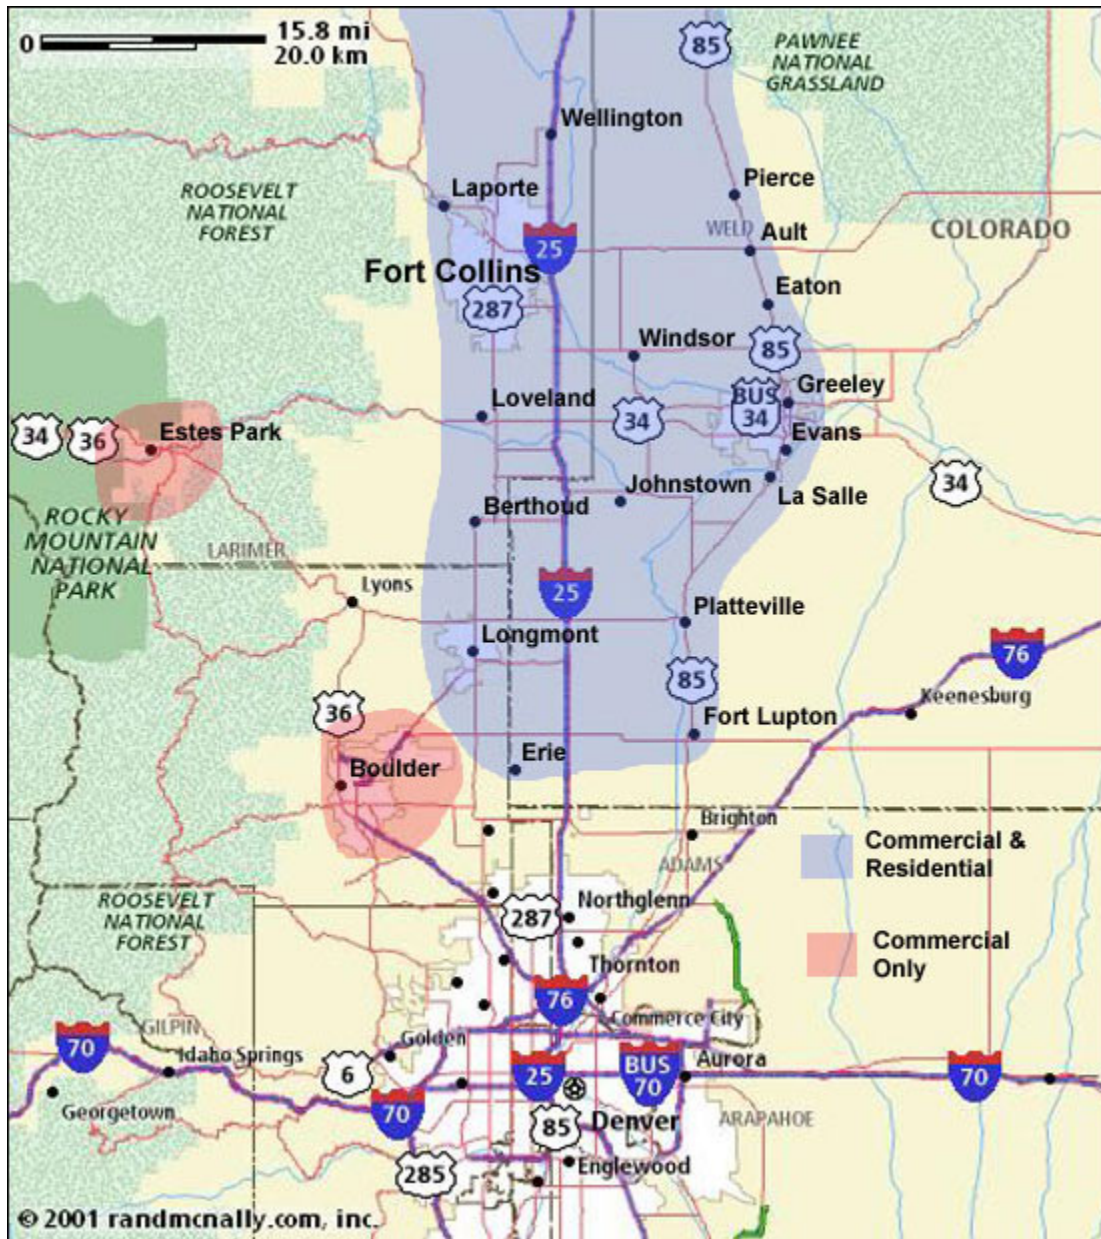 0
15.8 mi
20.0 km
85
PAWNEE
NATIONAL
GRASSLAND
Wellington
Laporte
Pierce
ROOSEVELT
NATIONAL
FOREST
WELD
Ault
COLORADO
25
Fort Collins
287
Eaton
Windsor
85
Loveland
34
BUS
34
Greeley
34
36
Estes Park
Evans
Johnstown
La Salle
34
Berthoud
ROCKY
MOUNTAIN
NATIONAL
PARK
LARIMER
Lyons
25
Platteville
Longmont
76
85
Keenesburg
36
Fort Lupton
Erie
Boulder
Brighton
ADAMS
Commercial &
Residential
ROOSEVELT
NATIONAL
FOREST
287
Northglenn
Commercial
Only
Thornton
76
Commerce City
GILPIN
70
Idaho Springs
Golden
6
25
BUS
70
Aurora
70
Georgetown
70
Denver
85
ARAPAHOE
285
Englewood
© 2001 randmcnally.com, inc.